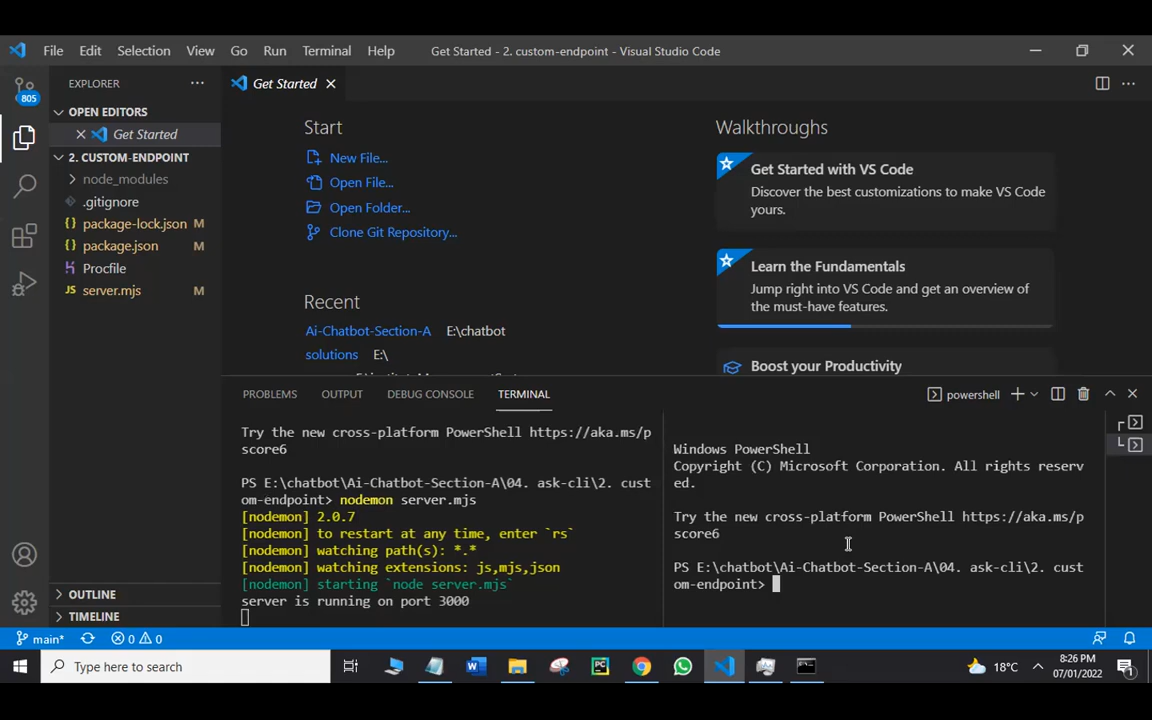 File Edit Selection View Go Run Terminal Help Get Started - 2. custom-endpoint - Visual Studio Code
805
EXPLORER
OPEN EDITORS
Get Started
2. CUSTOM-ENDPOINT
node_modules
.gitignore
package-lock.json M
package.json M
Procfile
JS server.mjs M
OUTLINE
TIMELINE
Get Started
Start
New File...
Open File...
Open Folder...
Clone Git Repository...
Recent
Ai-Chatbot-Section-A E:\chatbot
solutions E:\
Walkthroughs
Get Started with VS Code
Discover the best customizations to make VS Code
yours.
Learn the Fundamentals
Jump right into VS Code and get an overview of
the must-have features.
Boost your Productivity
PROBLEMS OUTPUT DEBUG CONSOLE TERMINAL
powershell
Try the new cross-platform PowerShell https://aka.ms/p
score6
PS E:\chatbot\Ai-Chatbot-Section-A\04. ask-cli\2. cust
om-endpoint> nodemon server.mjs
[nodemon] 2.0.7
[nodemon] to restart at any time, enter `rs`
[nodemon] watching path(s): *.*
[nodemon] watching extensions: js,mjs,json
[nodemon] starting `node server.mjs`
server is running on port 3000
Windows PowerShell
Copyright (C) Microsoft Corporation. All rights reserv
ed.
Try the new cross-platform PowerShell https://aka.ms/p
score6
PS E:\chatbot\Ai-Chatbot-Section-A\04. ask-cli\2. cust
om-endpoint>
main* 0 0
Type here to search
W
PC
18°C
8:26 PM
07/01/2022
1